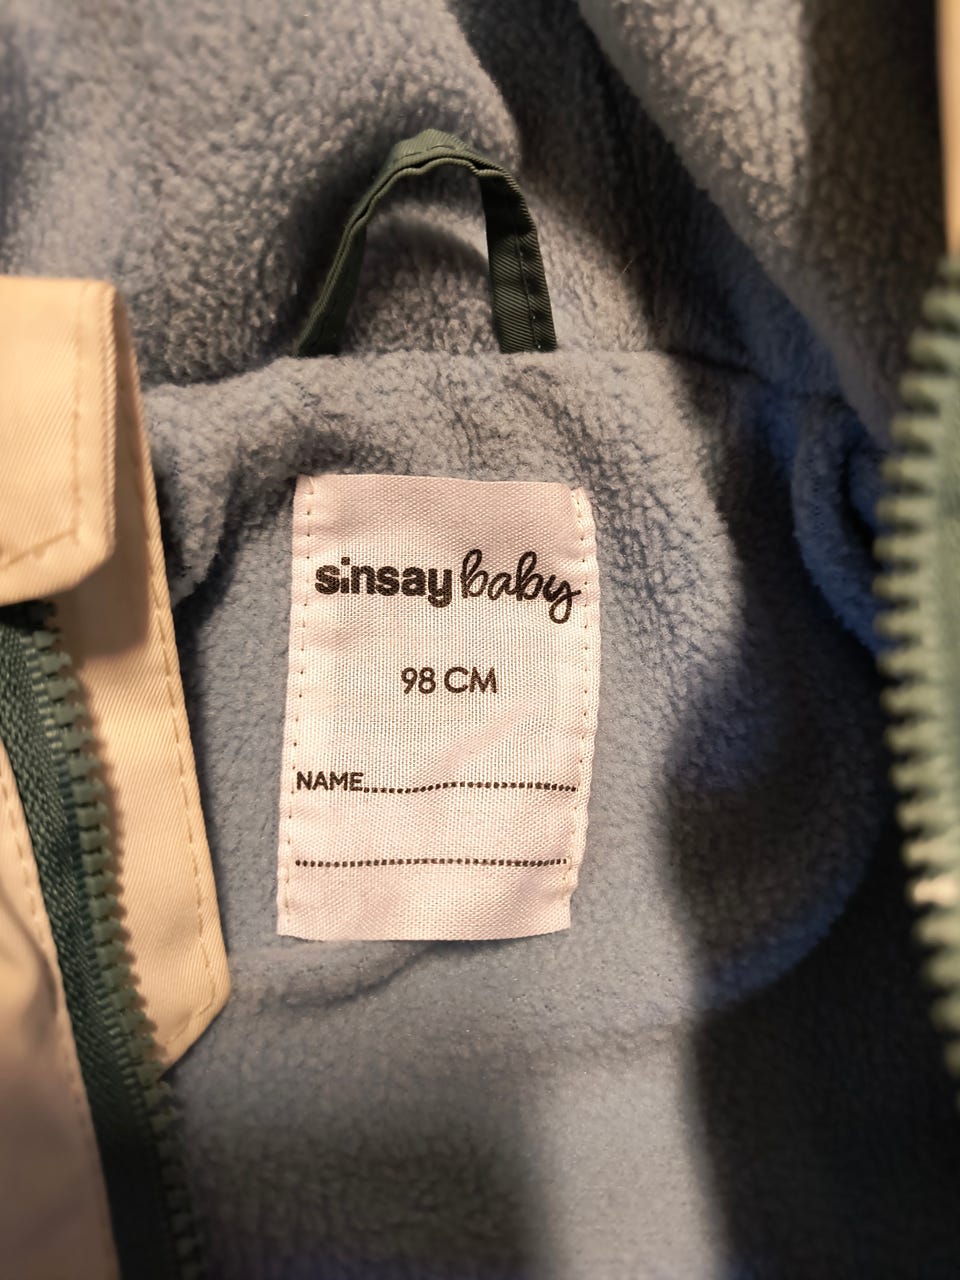 sinsay baby
98 CM
NAME................................
................................